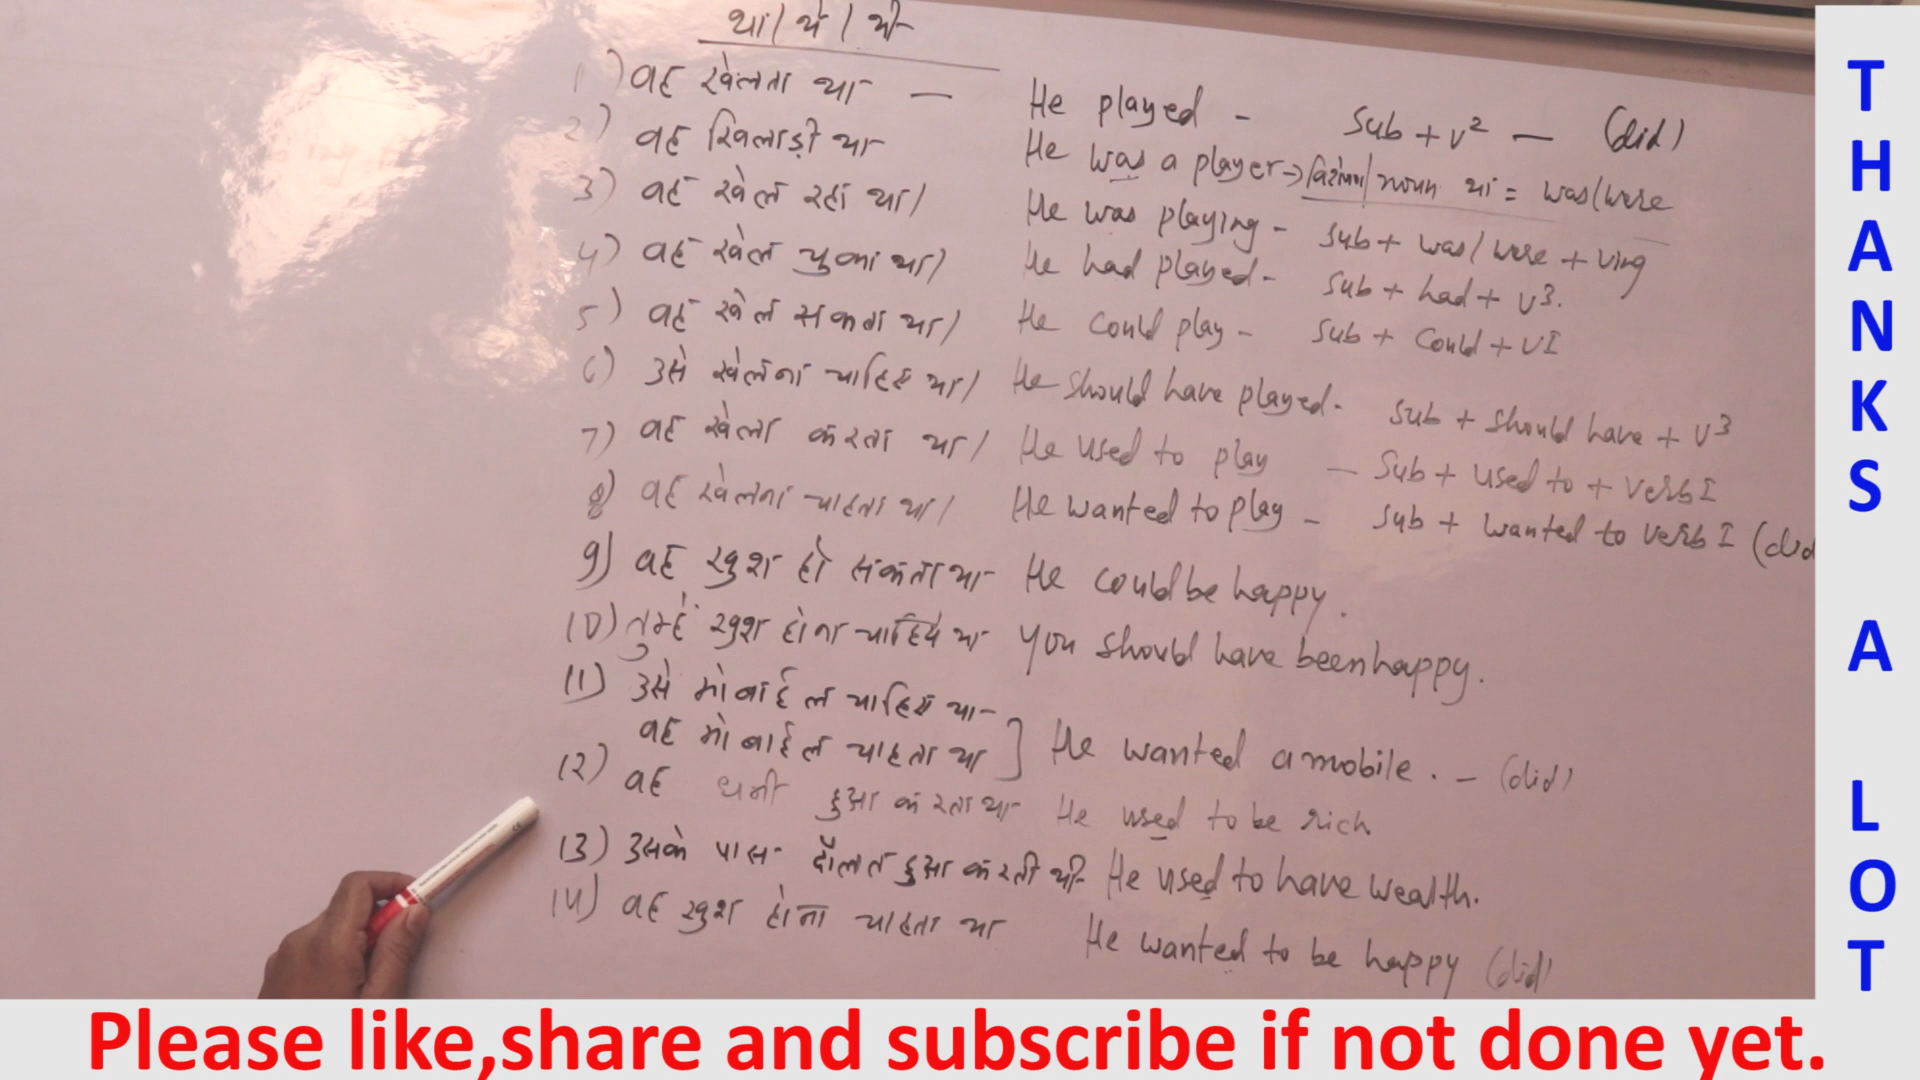 था / थे / थी
1) वह खेलता था — He played - Sub + V² — (did)
2) वह खिलाड़ी था He was a player → विशेषण / noun था = was/were
3) वह खेल रहा था। He was playing - Sub + was/were + Ving
4) वह खेल चुका था। He had played - Sub + had + V³.
5) वह खेल सकता था। He could play - Sub + Could + VI
6) उसे खेलना चाहिए था। He should have played - Sub + should have + V³
7) वह खेला करता था। He used to play — Sub + used to + Verb I
8) वह खेलना चाहता था। He wanted to play - Sub + wanted to Verb I (did
9) वह खुश हो सकता था He could be happy.
10) तुम्हें खुश होना चाहिये था You should have been happy.
11) उसे मोबाईल चाहिए था-
वह मोबाईल चाहता था ] He wanted a mobile. - (did)
12) वह धनी हुआ करता था He used to be rich.
13) उसके पास दौलत हुआ करती थी He used to have wealth.
14) वह खुश होना चाहता था He wanted to be happy (did)
THANKS A LOT
Please like,share and subscribe if not done yet.